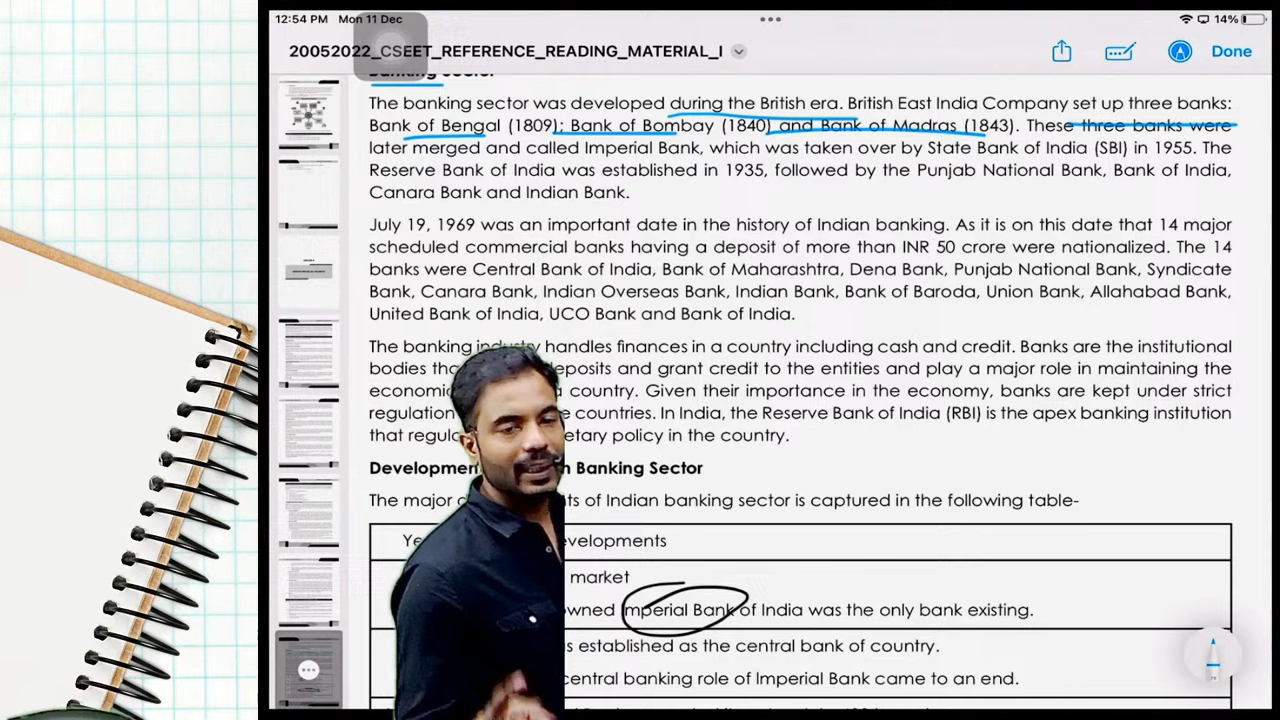 12:54 PM Mon 11 Dec
14%
20052022_CSEET_REFERENCE_READING_MATERIAL_I
Done
Banking Sector
The banking sector was developed during the British era. British East India Company set up three banks:
Bank of Bengal (1809); Bank of Bombay (1840) and Bank of Madras (1843). These three banks were
later merged and called Imperial Bank, which was taken over by State Bank of India (SBI) in 1955. The
Reserve Bank of India was established in 1935, followed by the Punjab National Bank, Bank of India,
Canara Bank and Indian Bank.
July 19, 1969 was an important date in the history of Indian banking. As it is on this date that 14 major
scheduled commercial banks having a deposit of more than INR 50 crore were nationalized. The 14
banks were Central Bank of India, Bank of Maharashtra, Dena Bank, Punjab National Bank, Syndicate
Bank, Canara Bank, Indian Overseas Bank, Indian Bank, Bank of Baroda, Union Bank, Allahabad Bank,
United Bank of India, UCO Bank and Bank of India.
The banking industry finances in including cash and credit. Banks are the institutional
bodies and grant credit to the entities and play a major role in maintaining the
economic Given their importance in the economy, banks are kept under strict
regulation countries. In India, the Reserve Bank of India (RBI) is the apex banking institution
that policy in the country.
Banking Sector
The major of Indian banking sector is captured in the following table-
market
Imperial Bank of India was the only bank existing.
established as the central bank of country.
central banking role of Imperial Bank came to an end.